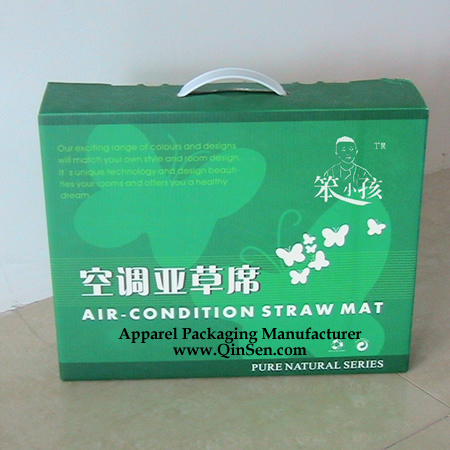 Our exciting range of colours and designs
will match your own style and room design.
It's unique technology and design beaut-
ties your rooms and offers you a healthy
dream.
TM
笨小孩
空调亚草席
AIR-CONDITION STRAW MAT
Apparel Packaging Manufacturer
www.QinSen.com
PURE NATURAL SERIES